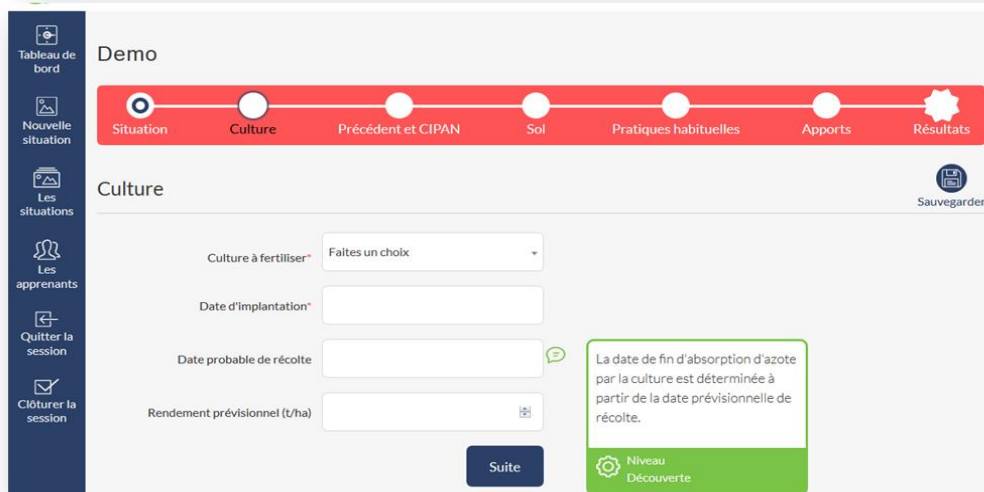 Tableau de
bord
Nouvelle
situation
Les
situations
Les
apprenants
Quitter la
session
Clôturer la
session
Demo
Situation
Culture
Précédent et CIPAN
Sol
Pratiques habituelles
Apports
Résultats
Culture
Sauvegarder
Culture à fertiliser*
Faites un choix
Date d'implantation*
Date probable de récolte
Rendement prévisionnel (t/ha)
La date de fin d'absorption d'azote
par la culture est déterminée à
partir de la date prévisionnelle de
récolte.
Niveau
Découverte
Suite